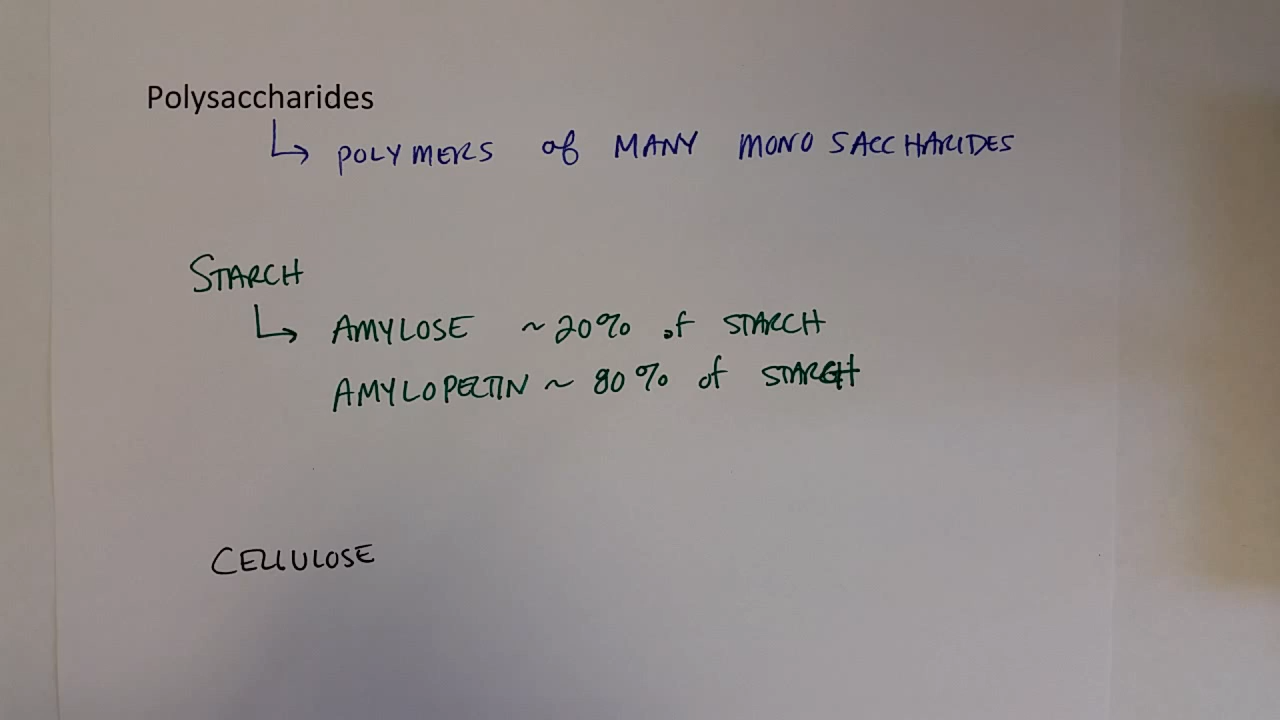 Polysaccharides
↳ POLYMERS of MANY MONOSACCHARIDES
STARCH
↳ AMYLOSE ~20% of STARCH
AMYLOPECTIN ~ 80% of STARCH
CELLULOSE